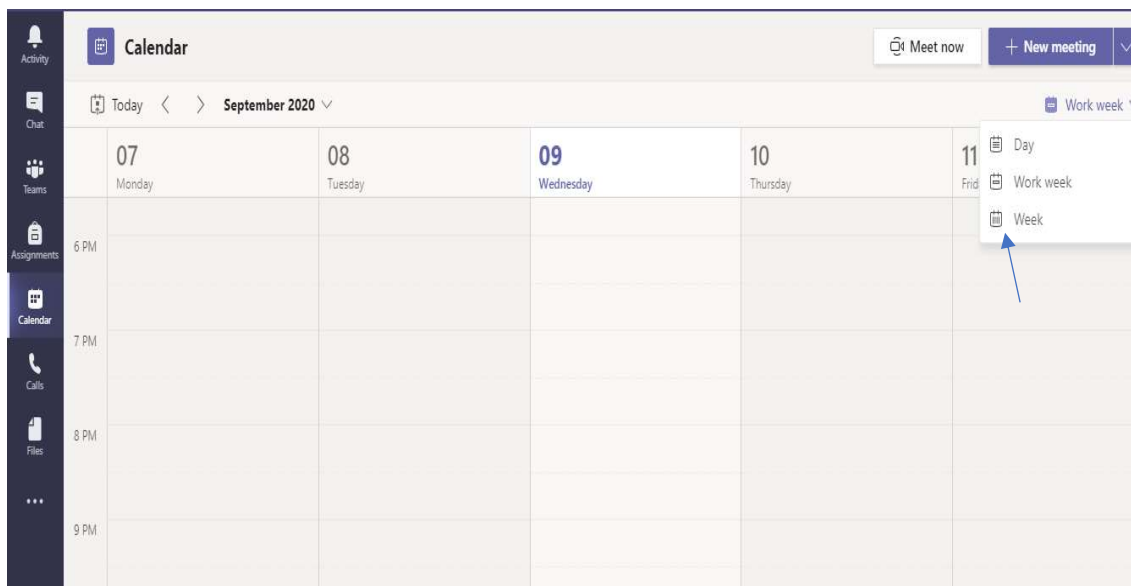 Activity
Chat
Teams
Assignments
Calendar
Calls
Files
Calendar
Meet now
+ New meeting
Today
September 2020
Work week
Day
Work week
Week
07
Monday
08
Tuesday
09
Wednesday
10
Thursday
11
Frid
6 PM
7 PM
8 PM
9 PM